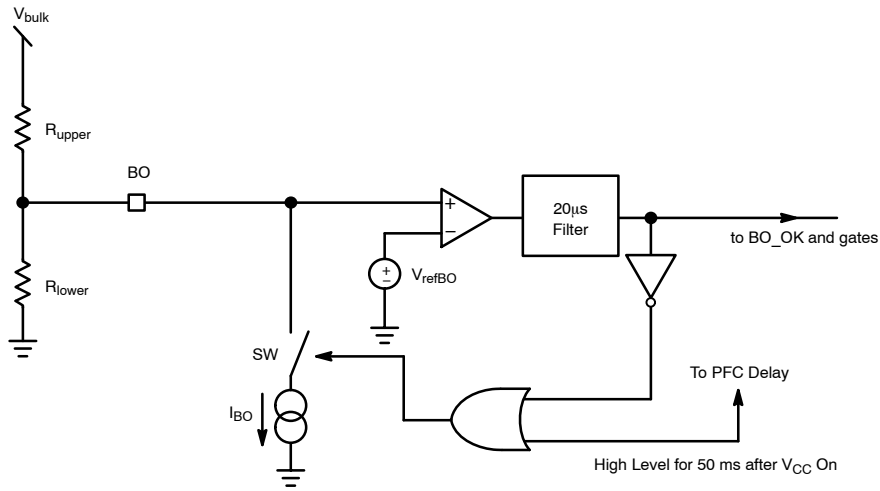 Vbulk
Rupper
BO
+
−
20μs
Filter
to BO_OK and gates
Rlower
+
−
VrefBO
SW
To PFC Delay
IBO
High Level for 50 ms after VCC On